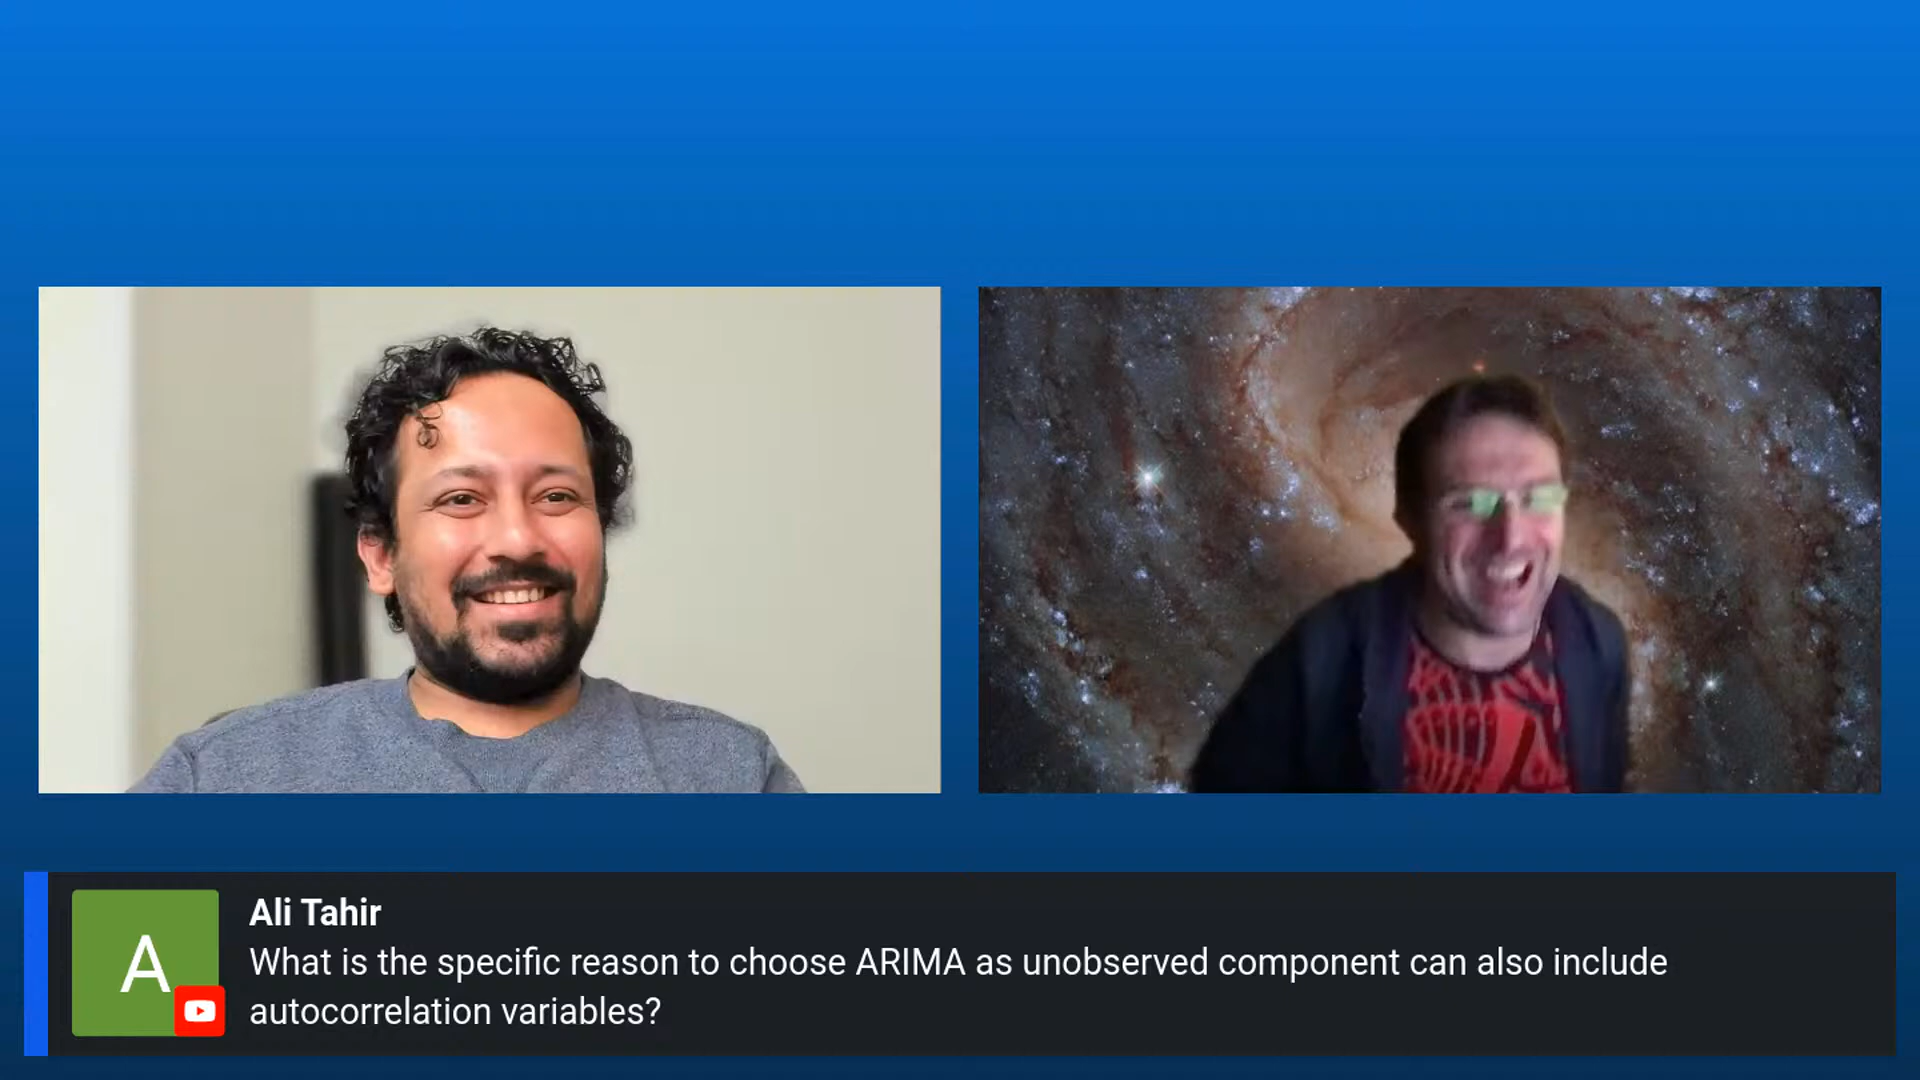 A
Ali Tahir
What is the specific reason to choose ARIMA as unobserved component can also include
autocorrelation variables?